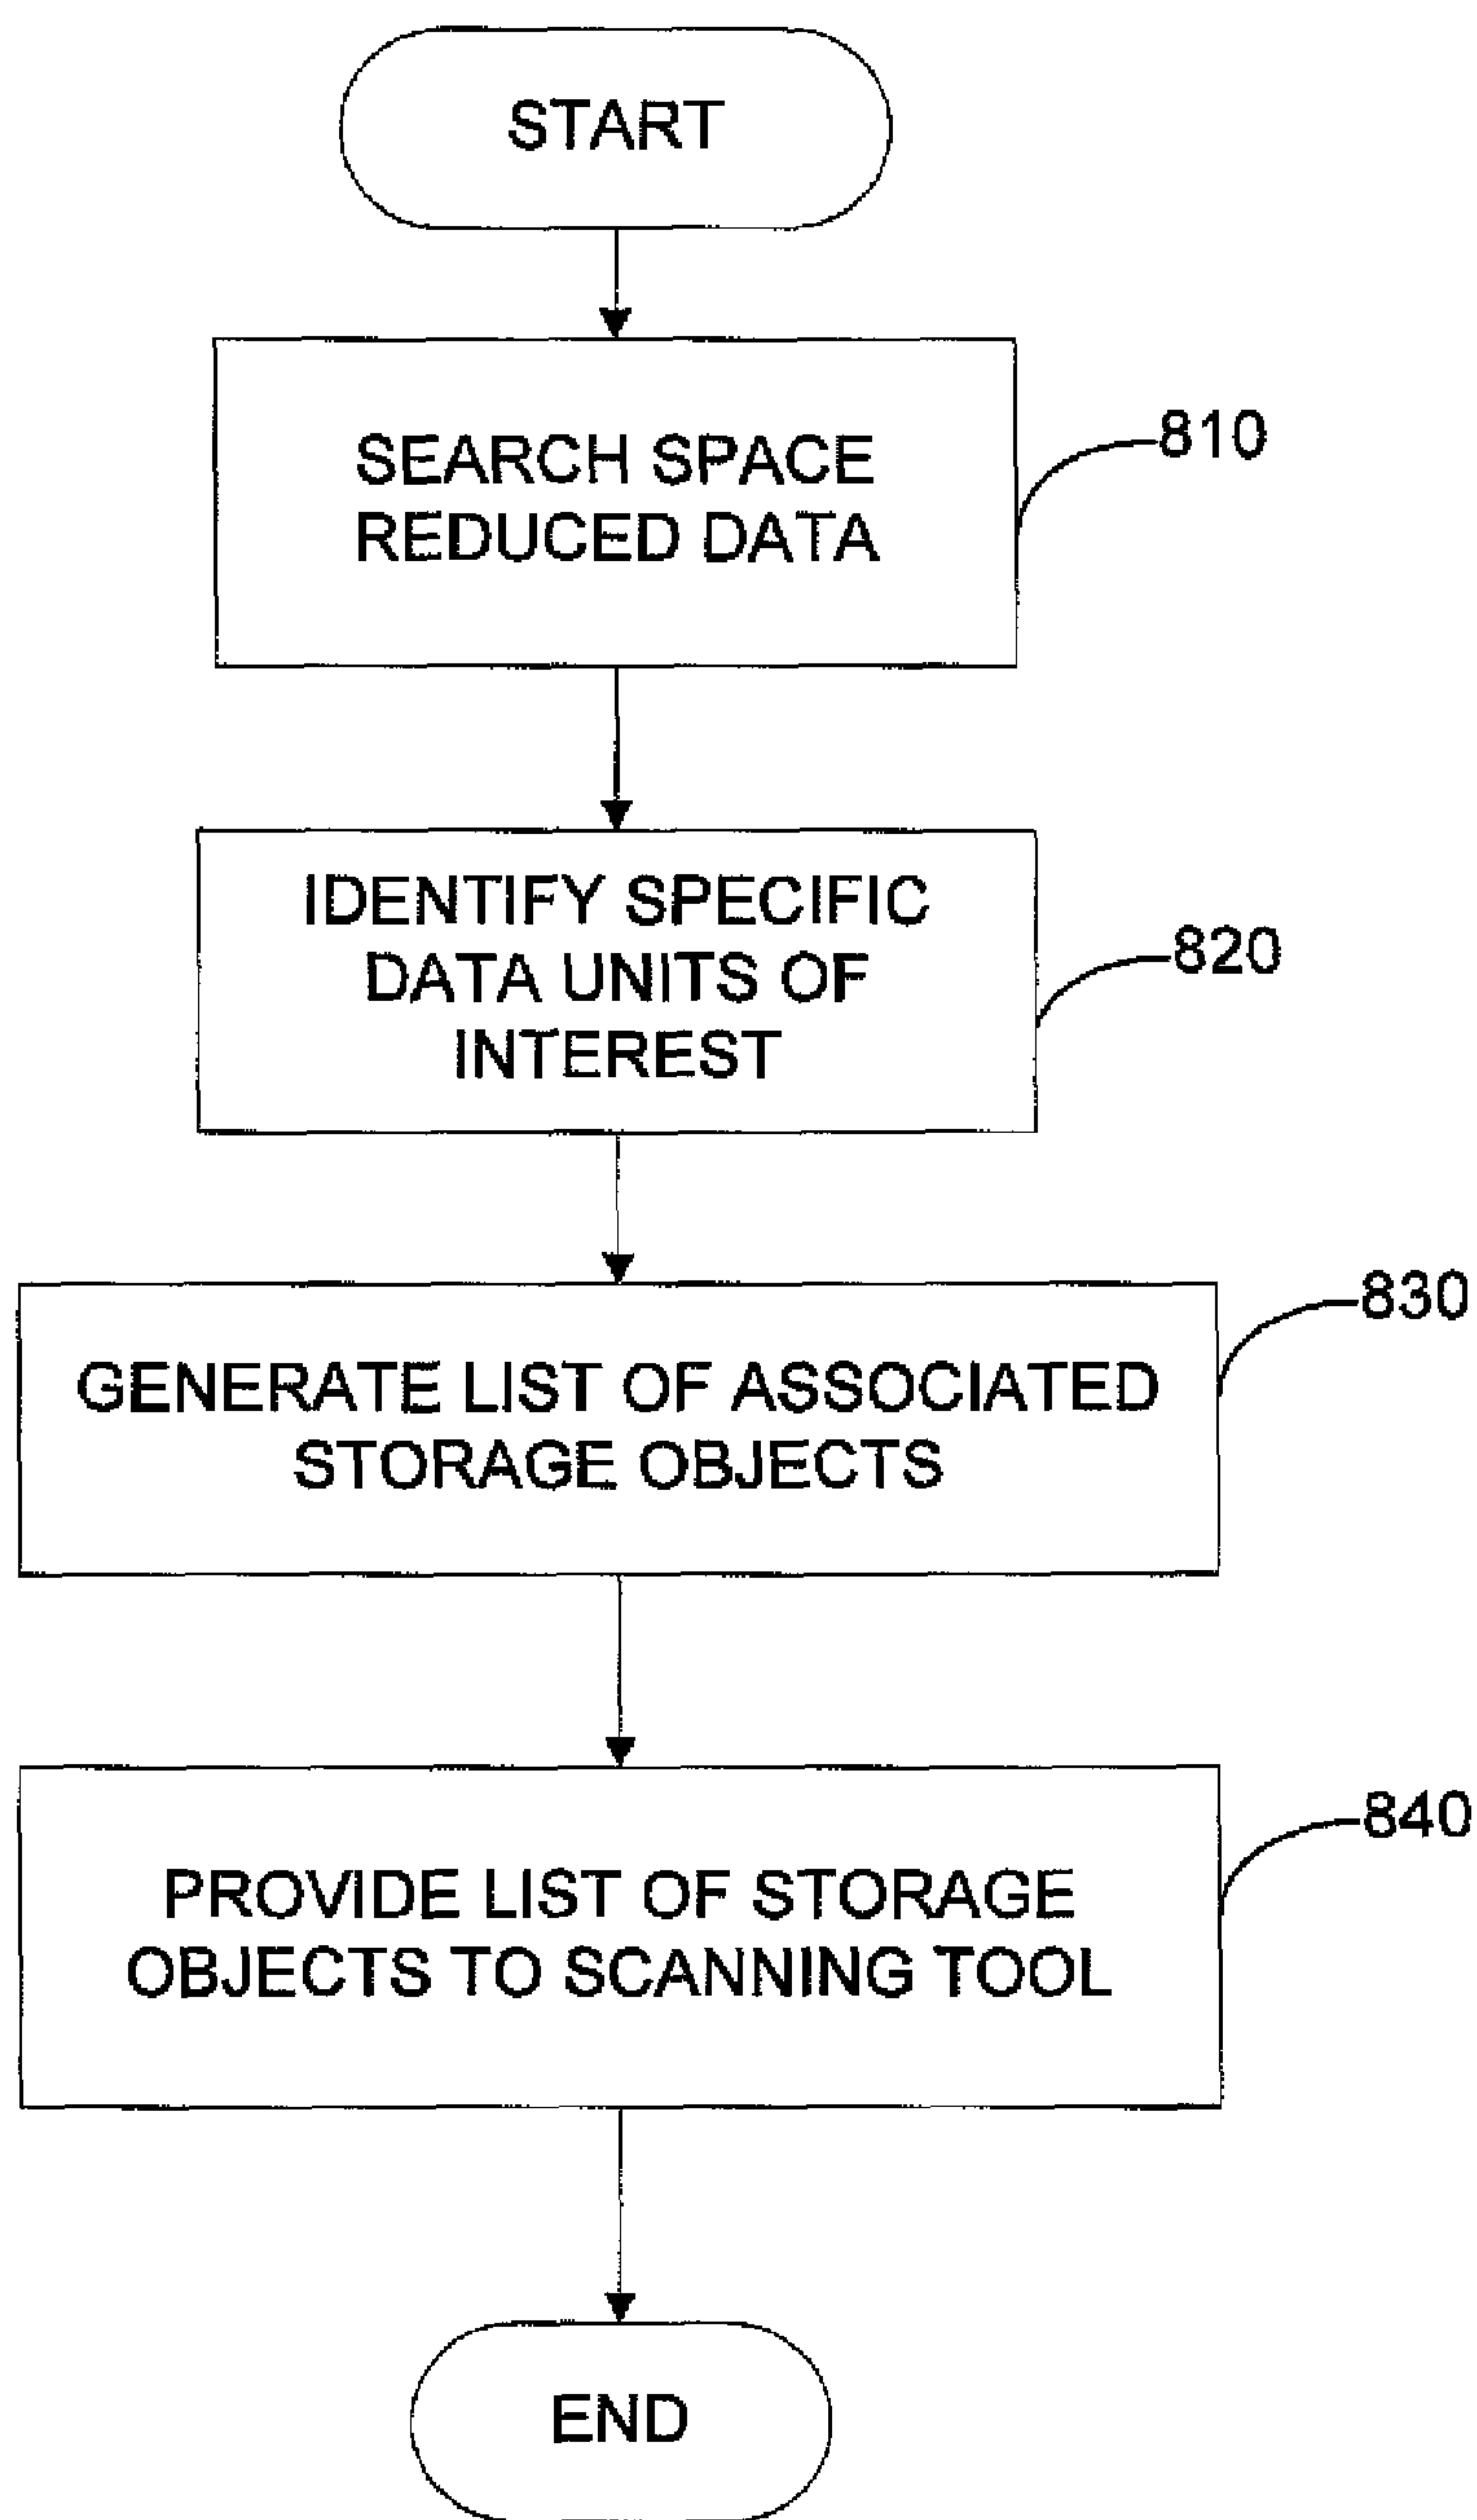 START
SEARCH SPACE
REDUCED DATA
810
IDENTIFY SPECIFIC
DATA UNITS OF
INTEREST
820
GENERATE LIST OF ASSOCIATED
STORAGE OBJECTS
830
PROVIDE LIST OF STORAGE
OBJECTS TO SCANNING TOOL
840
END